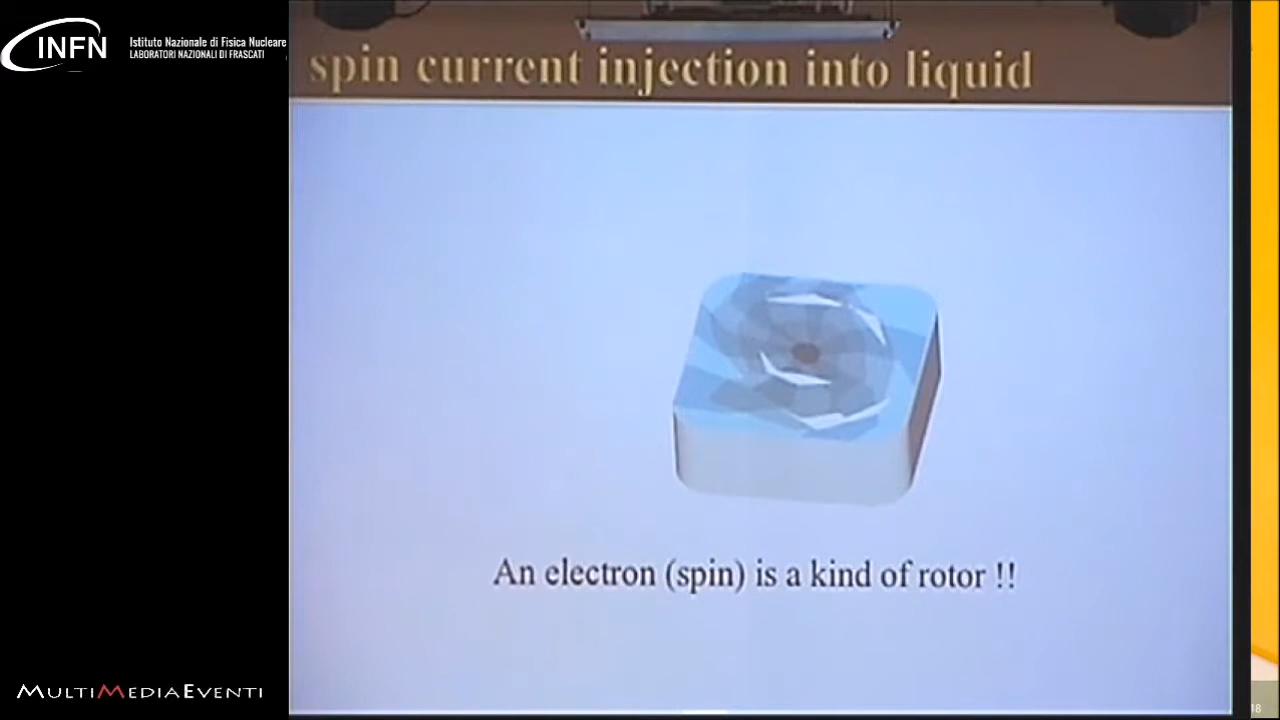 INFN
Istituto Nazionale di Fisica Nucleare
LABORATORI NAZIONALI DI FRASCATI
spin current injection into liquid
An electron (spin) is a kind of rotor !!
MULTIMEDIAEVENTI
18